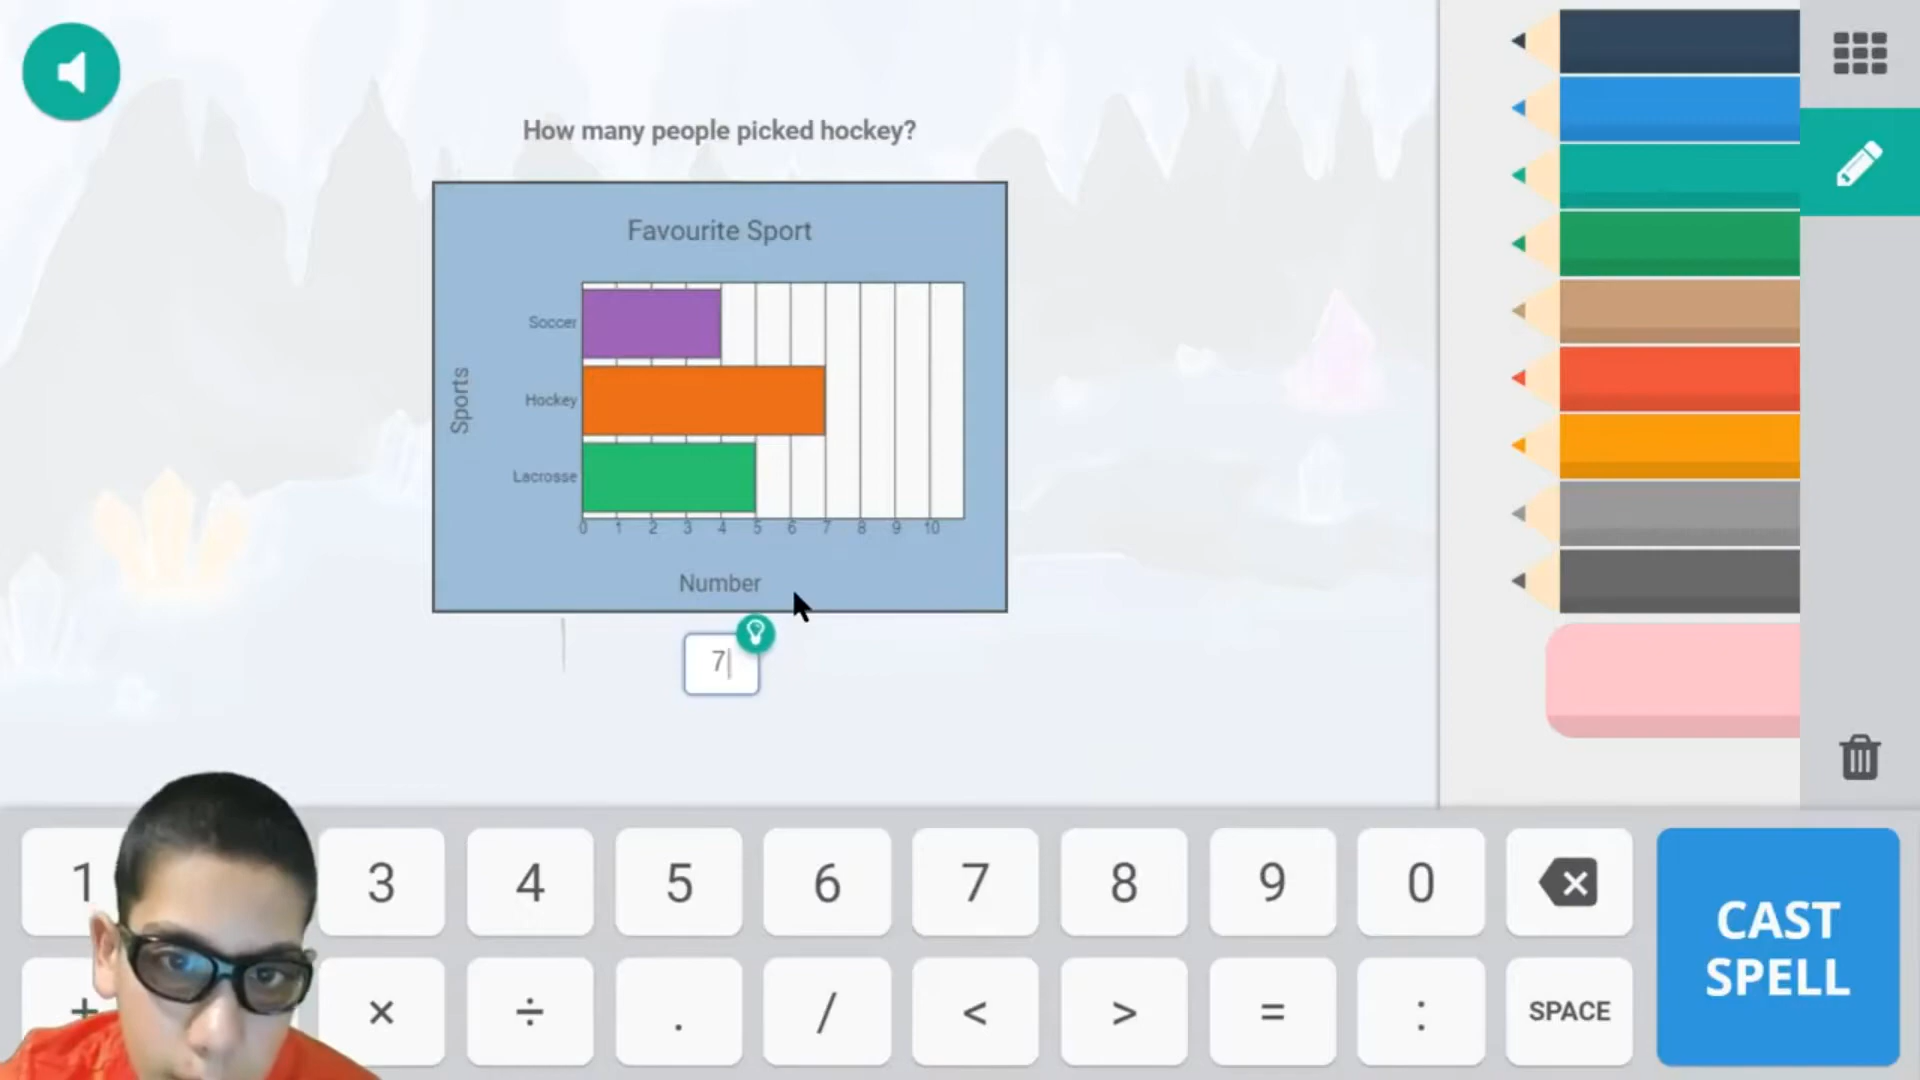 How many people picked hockey?
Favourite Sport
Sports
Soccer
Hockey
Lacrosse
0 1 2 3 4 5 6 7 8 9 10
Number
7
1 3 4 5 6 7 8 9 0
+ × ÷ . / < > = : SPACE
CAST
SPELL